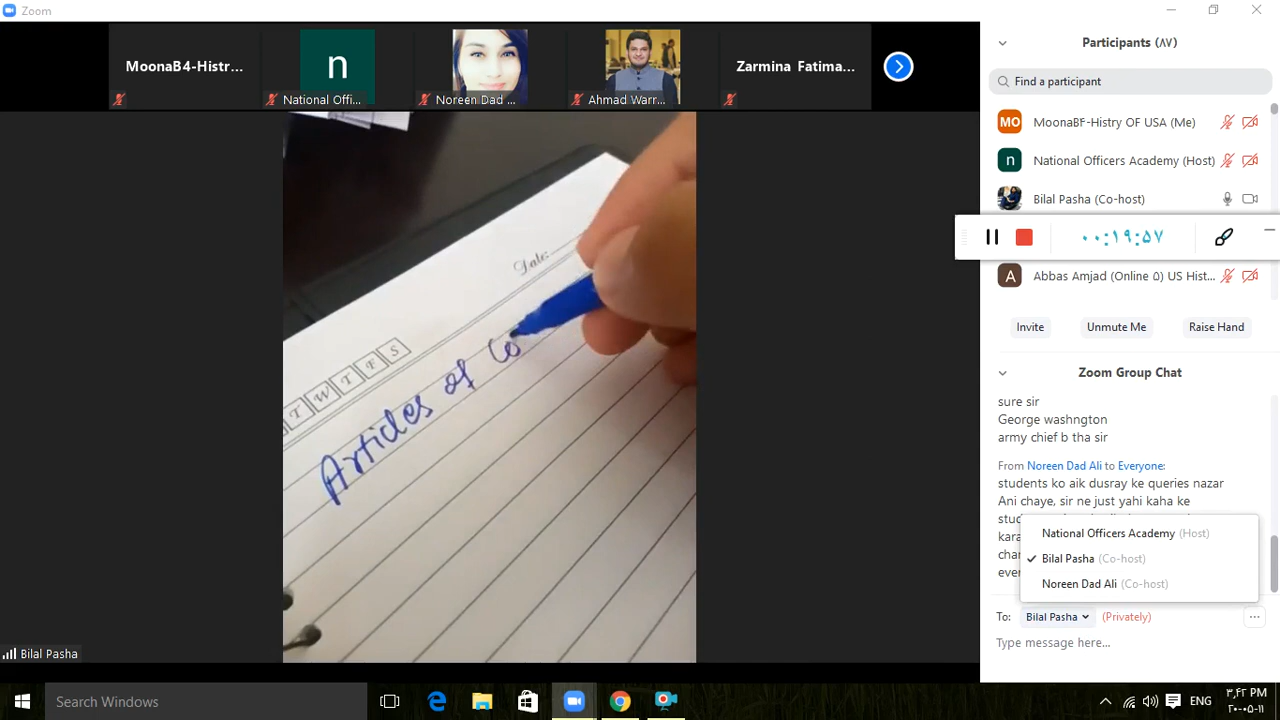 Zoom
MoonaB4-Histr...
n
National Offi...
Noreen Dad ...
Ahmad Warr...
Zarmina Fatima...
Date:
T W T F S
Articles of Co
Bilal Pasha
Participants (۸۷)
Find a participant
MO MoonaB۴-Histry OF USA (Me)
n National Officers Academy (Host)
Bilal Pasha (Co-host)
۰۰:۱۹:۵۷
A Abbas Amjad (Online ۵) US Hist...
Invite Unmute Me Raise Hand
Zoom Group Chat
sure sir
George washngton
army chief b tha sir
From Noreen Dad Ali to Everyone:
students ko aik dusray ke queries nazar
Ani chaye, sir ne just yahi kaha ke
National Officers Academy (Host)
Bilal Pasha (Co-host)
Noreen Dad Ali (Co-host)
To: Bilal Pasha (Privately) ...
Type message here...
Search Windows
ENG
۳:۴۲ PM
۲۰۰۰-۵-۱۱